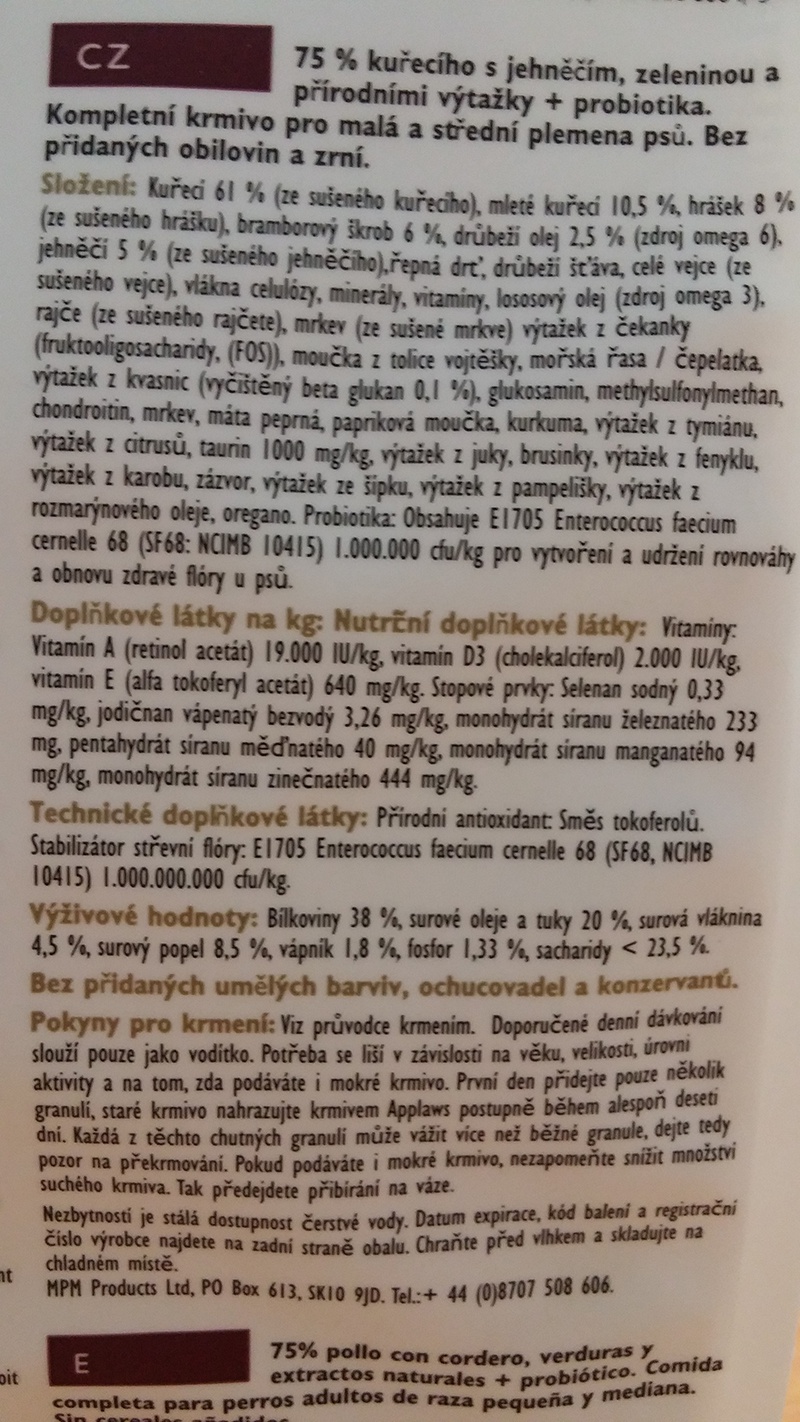 CZ
75 % kuřecího s jehněčím, zeleninou a
přírodními výtažky + probiotika.
Kompletní krmivo pro malá a střední plemena psů. Bez
přidaných obilovin a zrní.
Složení: Kuřecí 61 % (ze sušeného kuřecího), mleté kuřecí 10,5 %, hrášek 8 %
(ze sušeného hrášku), bramborový škrob 6 %, drůbeží olej 2,5 % (zdroj omega 6),
jehněčí 5 % (ze sušeného jehněčího),řepná drť, drůbeží šťáva, celé vejce (ze
sušeného vejce), vlákna celulózy, minerály, vitamíny, lososový olej (zdroj omega 3),
rajče (ze sušeného rajčete), mrkev (ze sušené mrkve) výtažek z čekanky
(fruktooligosacharidy, (FOS)), moučka z tolice vojtěšky, mořská řasa / čepelatka,
výtažek z kvasnic (vyčištěný beta glukan 0,1 %), glukosamin, methylsulfonylmethan,
chondroitin, mrkev, máta peprná, papriková moučka, kurkuma, výtažek z tymiánu,
výtažek z citrusů, taurin 1000 mg/kg, výtažek z juky, brusinky, výtažek z fenyklu,
výtažek z karobu, zázvor, výtažek ze šípku, výtažek z pampelišky, výtažek z
rozmarýnového oleje, oregano. Probiotika: Obsahuje E1705 Enterococcus faecium
cernelle 68 (SF68: NCIMB 10415) 1.000.000 cfu/kg pro vytvoření a udržení rovnováhy
a obnovu zdravé flóry u psů.
Doplňkové látky na kg: Nutrční doplňkové látky: Vitamíny:
Vitamín A (retinol acetát) 19.000 IU/kg, vitamín D3 (cholekalciferol) 2.000 IU/kg,
vitamín E (alfa tokoferyl acetát) 640 mg/kg. Stopové prvky: Selenan sodný 0,33
mg/kg, jodičnan vápenatý bezvodý 3,26 mg/kg, monohydrát síranu železnatého 233
mg, pentahydrát síranu měďnatého 40 mg/kg, monohydrát síranu manganatého 94
mg/kg, monohydrát síranu zinečnatého 444 mg/kg.
Technické doplňkové látky: Přírodní antioxidant: Směs tokoferolů.
Stabilizátor střevní flóry: E1705 Enterococcus faecium cernelle 68 (SF68, NCIMB
10415) 1.000.000.000 cfu/kg.
Výživové hodnoty: Bílkoviny 38 %, surové oleje a tuky 20 %, surová vláknina
4,5 %, surový popel 8,5 %, vápník 1,8 %, fosfor 1,33 %, sacharidy < 23,5 %.
Bez přidaných umělých barviv, ochucovadel a konzervantů.
Pokyny pro krmení: Viz průvodce krmením. Doporučené denní dávkování
slouží pouze jako vodítko. Potřeba se liší v závislosti na věku, velikosti, úrovni
aktivity a na tom, zda podáváte i mokré krmivo. První den přidejte pouze několik
granulí, staré krmivo nahrazujte krmivem Applaws postupně během alespoň deseti
dní. Každá z těchto chutných granulí může vážit více než běžné granule, dejte tedy
pozor na překrmování. Pokud podáváte i mokré krmivo, nezapomeňte snížit množství
suchého krmiva. Tak předejdete přibírání na váze.
Nezbytností je stálá dostupnost čerstvé vody. Datum expirace, kód balení a registrační
číslo výrobce najdete na zadní straně obalu. Chraňte před vlhkem a skladujte na
chladném místě.
MPM Products Ltd, PO Box 613, SK10 9JD. Tel.:+ 44 (0)8707 508 606.
E
75% pollo con cordero, verduras y
extractos naturales + probiótico. Comida
completa para perros adultos de raza pequeña y mediana.
Sin cereales añadidos